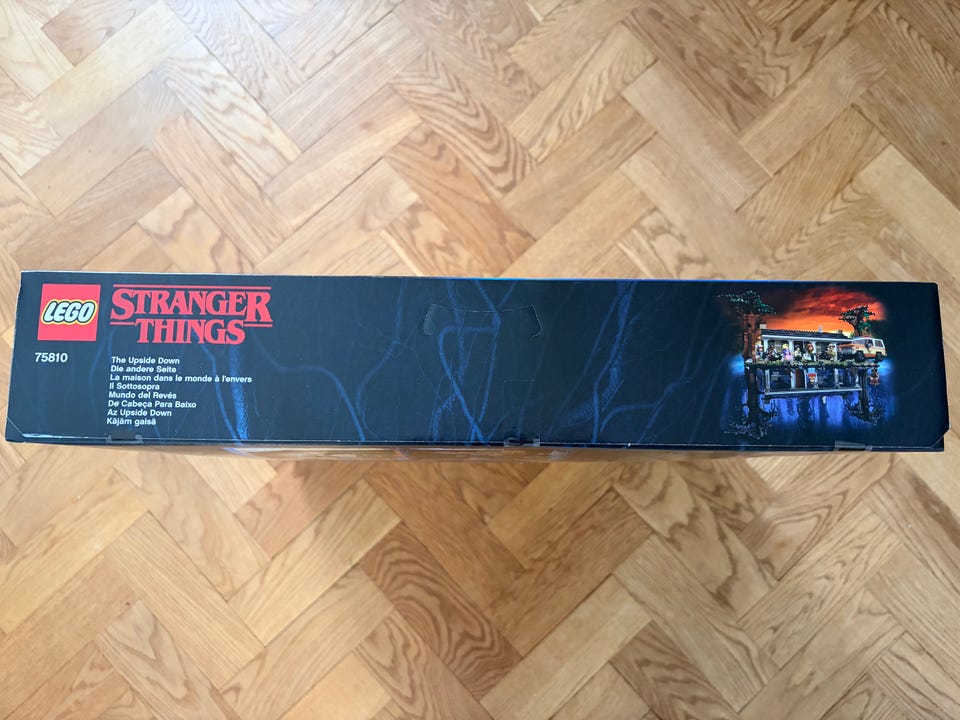 LEGO
STRANGER
THINGS
75810
The Upside Down
Die andere Seite
La maison dans le monde à l'envers
Il Sottosopra
Mundo del Revés
De Cabeça Para Baixo
Az Upside Down
Kājām gaisā